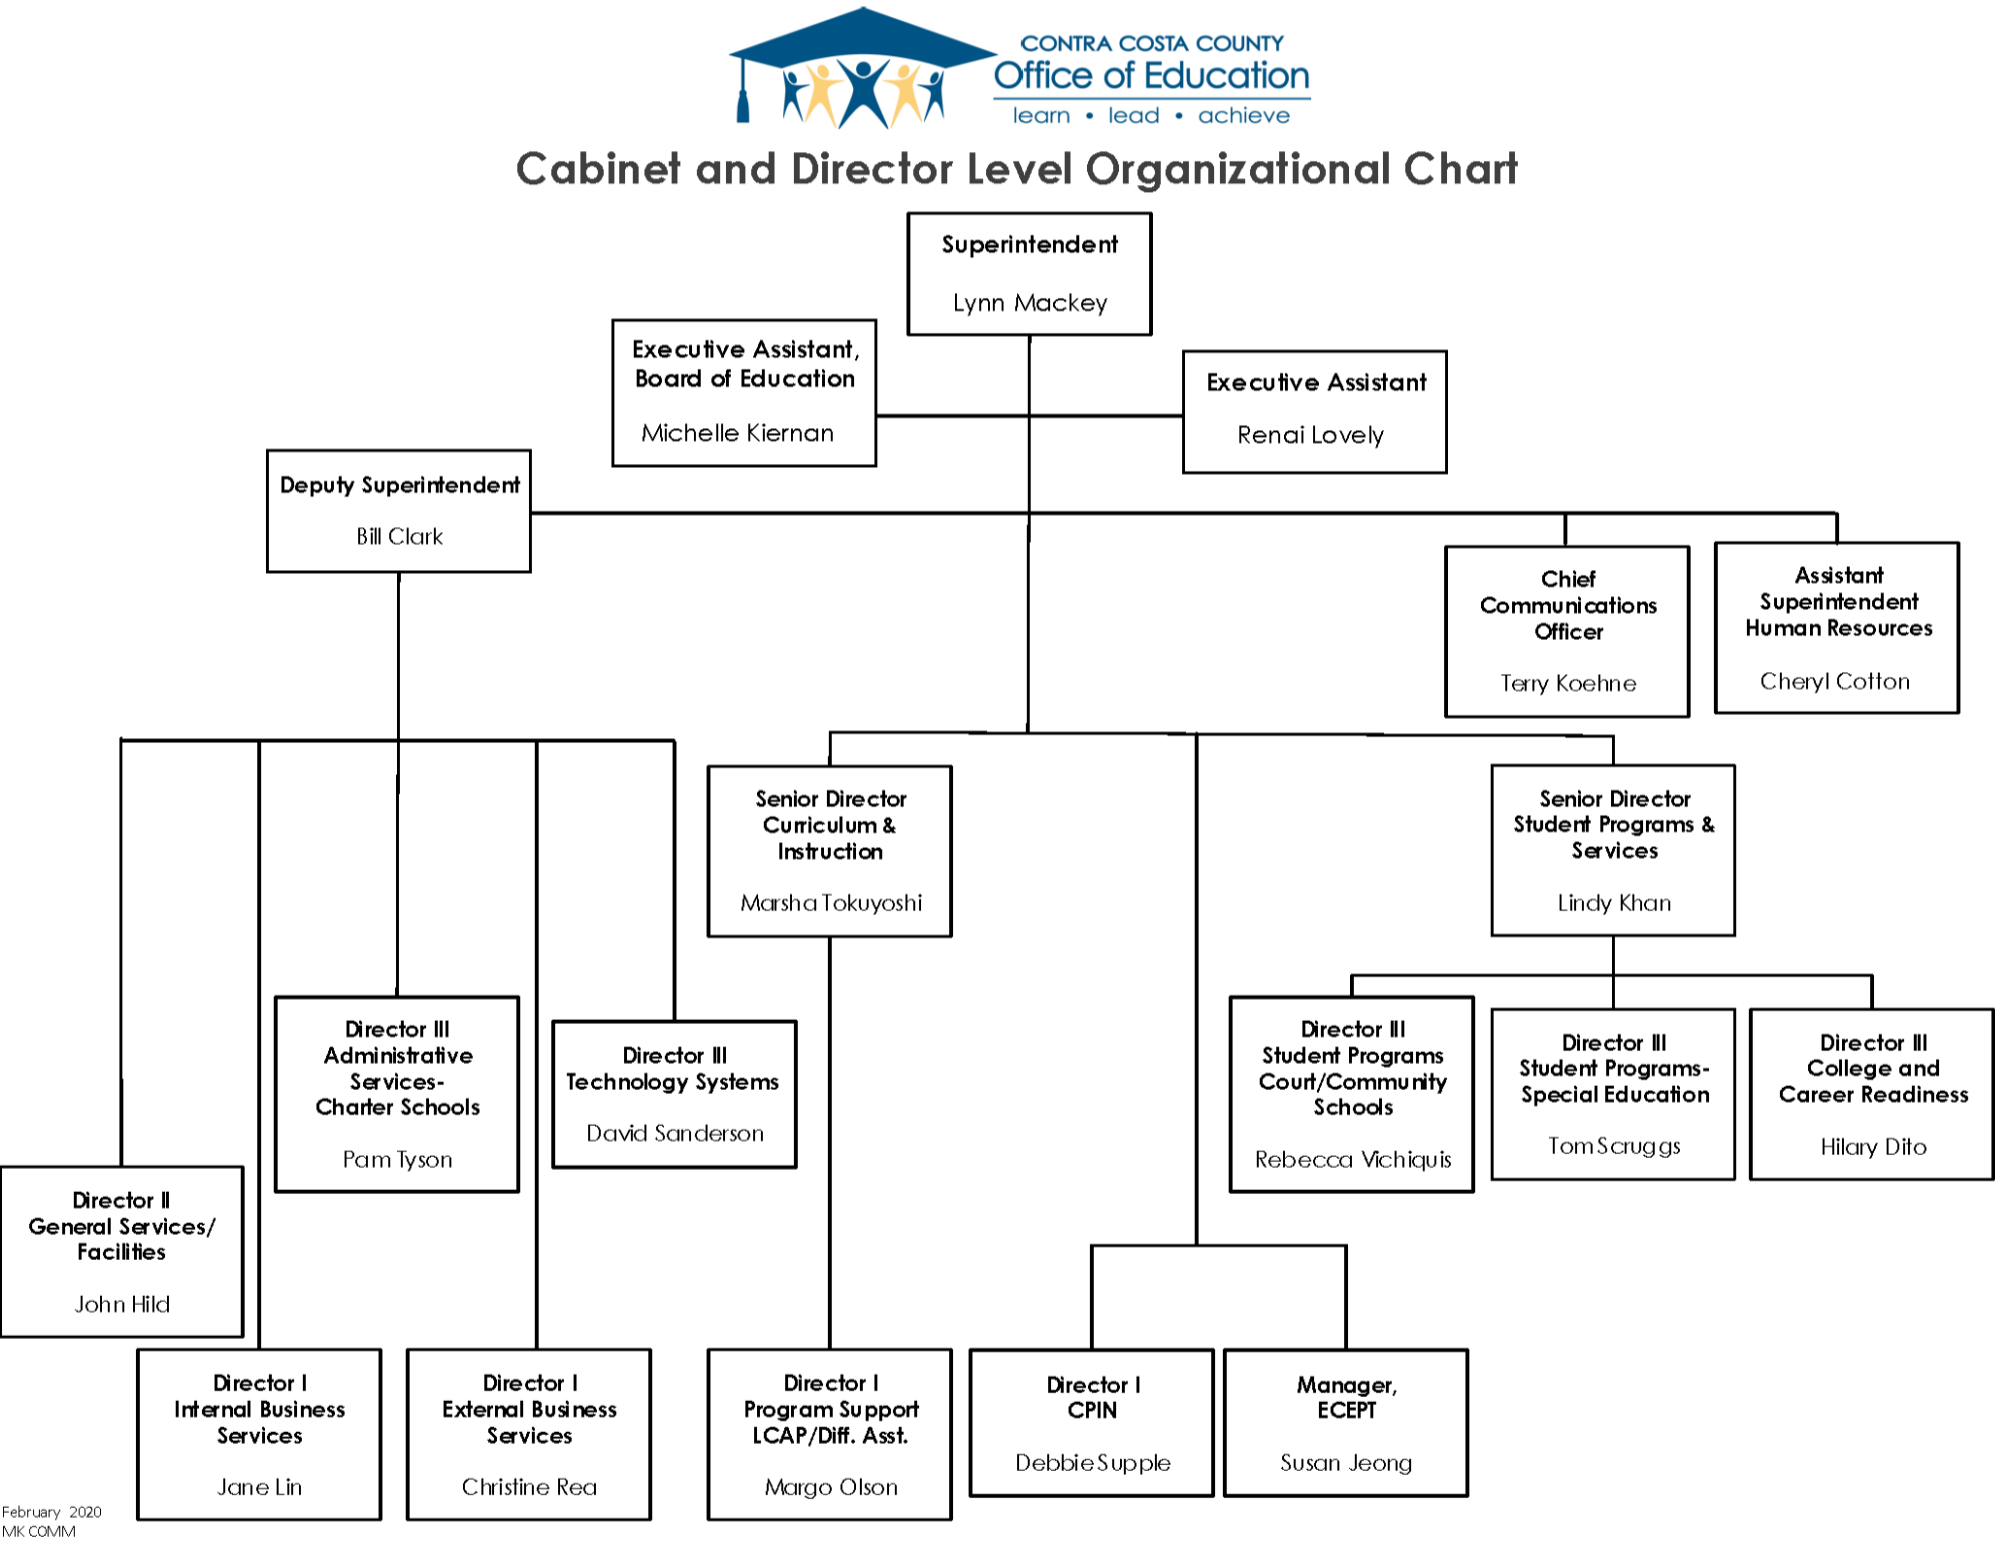 CONTRA COSTA COUNTY
Office of Education
learn • lead • achieve
Cabinet and Director Level Organizational Chart
Superintendent
Lynn Mackey
Executive Assistant,
Board of Education
Michelle Kiernan
Executive Assistant
Renai Lovely
Deputy Superintendent
Bill Clark
Chief
Communications
Officer
Terry Koehne
Assistant
Superintendent
Human Resources
Cheryl Cotton
Senior Director
Curriculum &
Instruction
Marsha Tokuyoshi
Senior Director
Student Programs &
Services
Lindy Khan
Director III
Administrative
Services-
Charter Schools
Pam Tyson
Director III
Technology Systems
David Sanderson
Director III
Student Programs
Court/Community
Schools
Rebecca Vichiquis
Director III
Student Programs-
Special Education
Tom Scruggs
Director III
College and
Career Readiness
Hilary Dito
Director II
General Services/
Facilities
John Hild
Director I
Internal Business
Services
Jane Lin
Director I
External Business
Services
Christine Rea
Director I
Program Support
LCAP/Diff. Asst.
Margo Olson
Director I
CPIN
Debbie Supple
Manager,
ECEPT
Susan Jeong
February 2020
MK COMM